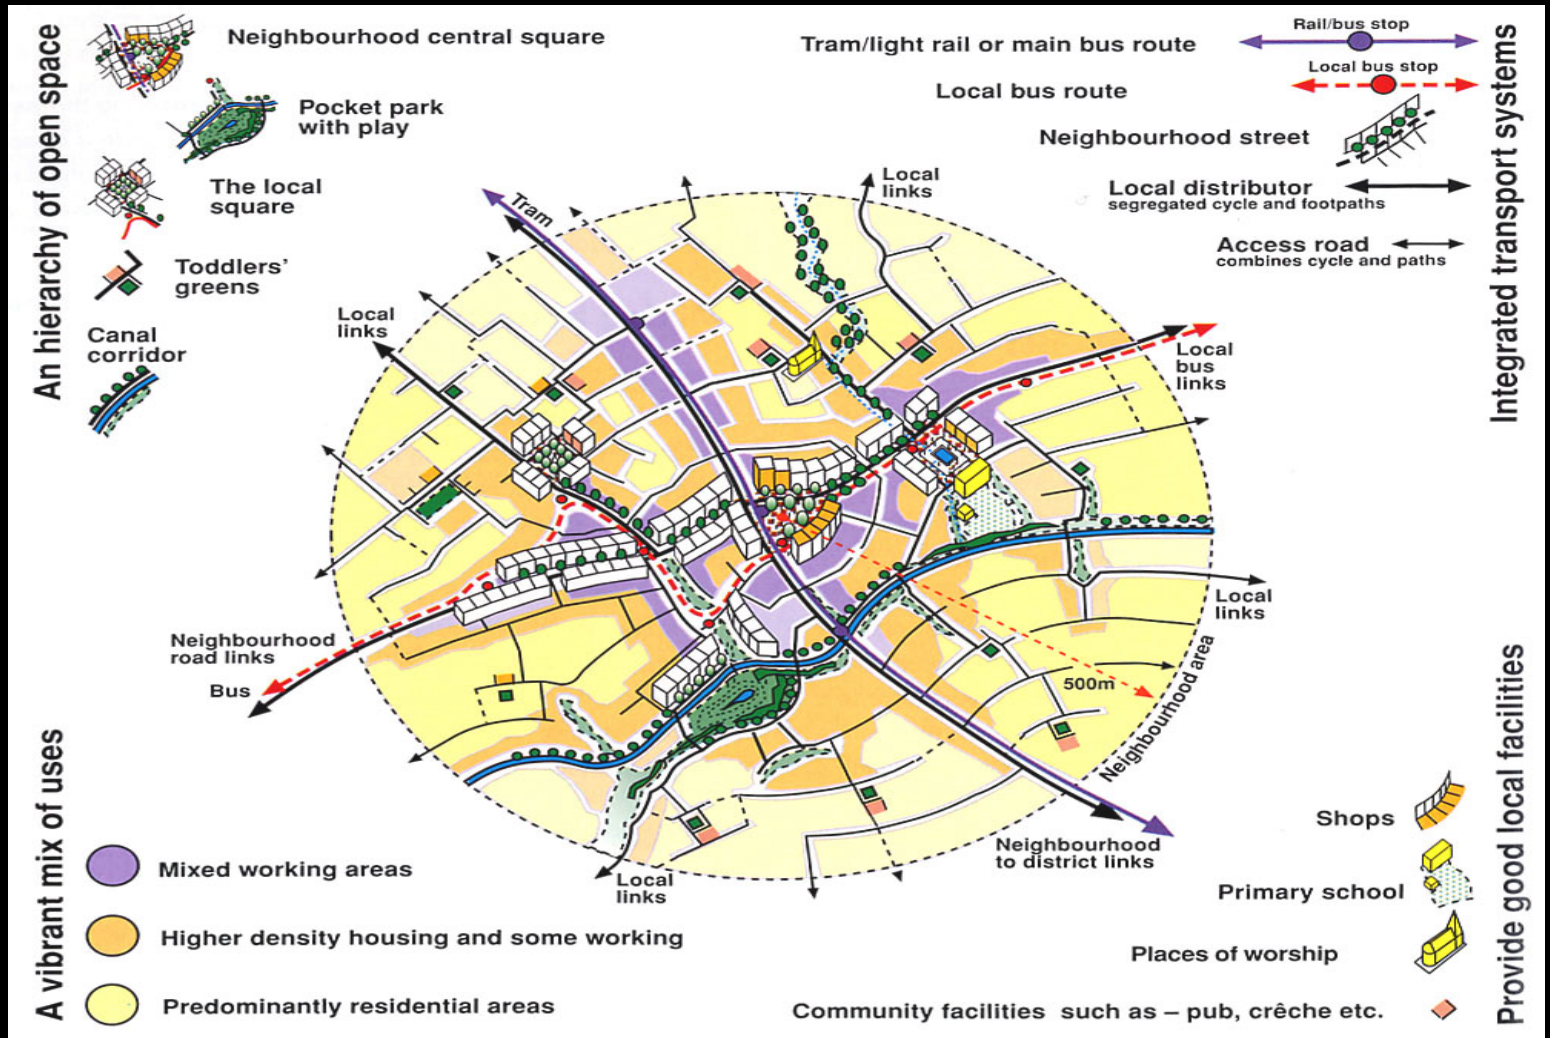 An hierarchy of open space
Neighbourhood central square
Pocket park
with play
The local
square
Toddlers'
greens
Canal
corridor
Integrated transport systems
Rail/bus stop
Tram/light rail or main bus route
Local bus stop
Local bus route
Neighbourhood street
Local distributor
segregated cycle and footpaths
Access road
combines cycle and paths
Tram
Local
links
Local
links
Local
bus
links
Local
links
Neighbourhood
road links
Bus
500m
Neighbourhood area
Neighbourhood
to district links
Local
links
A vibrant mix of uses
Mixed working areas
Higher density housing and some working
Predominantly residential areas
Provide good local facilities
Shops
Primary school
Places of worship
Community facilities such as – pub, crêche etc.